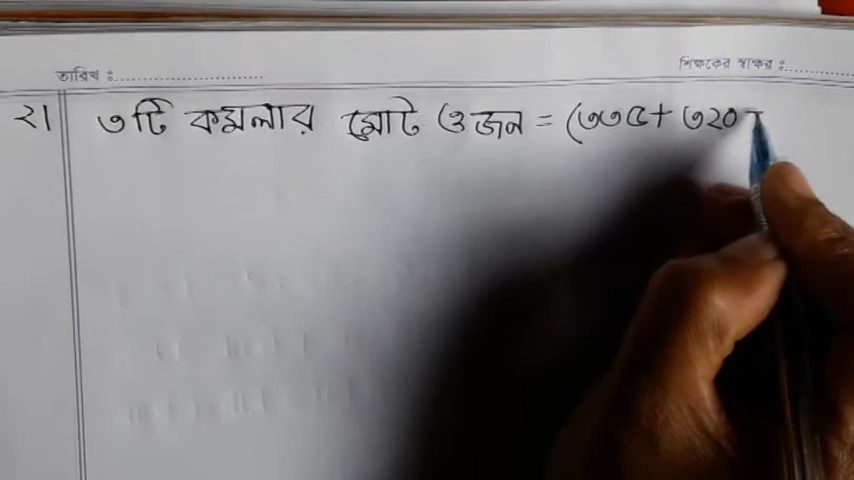 তারিখ :........................................
শিক্ষকের স্বাক্ষর :....................
২। ৩টি কমলার মোট ওজন = (৩৩৫+ ৩২০